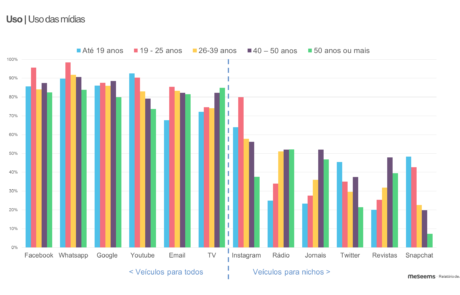 Uso | Uso das mídias
Até 19 anos 19 - 25 anos 26-39 anos 40 – 50 anos 50 anos ou mais
100%
90%
80%
70%
60%
50%
40%
30%
20%
10%
0%
Facebook Whatsapp Google Youtube Email TV Instagram Rádio Jornais Twitter Revistas Snapchat
< Veículos para todos Veículos para nichos >
meSeems